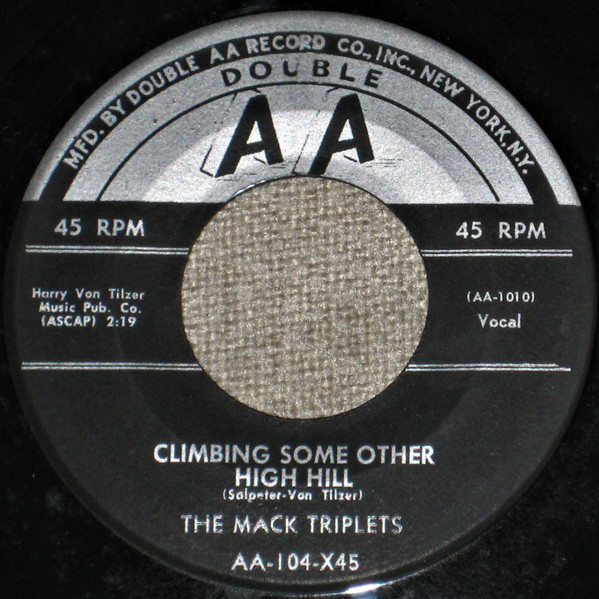 MFD. BY DOUBLE AA RECORD CO., INC., NEW YORK, N.Y.
DOUBLE
AA
45 RPM
45 RPM
Harry Von Tilzer
Music Pub. Co.
(ASCAP) 2:19
(AA-1010)
Vocal
CLIMBING SOME OTHER
HIGH HILL
(Salpeter-Von Tilzer)
THE MACK TRIPLETS
AA-104-X45